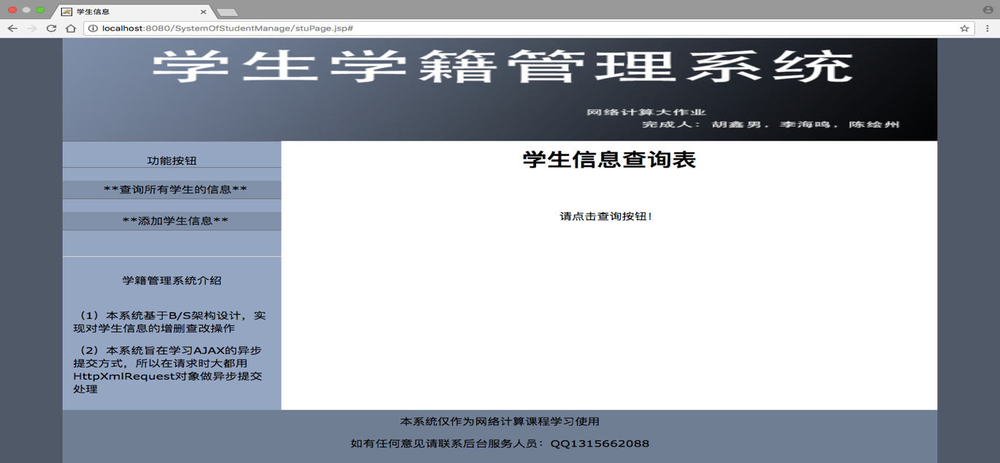 学生信息
localhost:8080/SystemOfStudentManage/stuPage.jsp#
学生学籍管理系统
网络计算大作业
完成人：胡鑫男，李海鸣，陈绘州
功能按钮
**查询所有学生的信息**
**添加学生信息**
学籍管理系统介绍
（1）本系统基于B/S架构设计，实
现对学生信息的增删查改操作
（2）本系统旨在学习AJAX的异步
提交方式，所以在请求时大都用
HttpXmlRequest对象做异步提交
处理
学生信息查询表
请点击查询按钮！
本系统仅作为网络计算课程学习使用
如有任何意见请联系后台服务人员：QQ1315662088